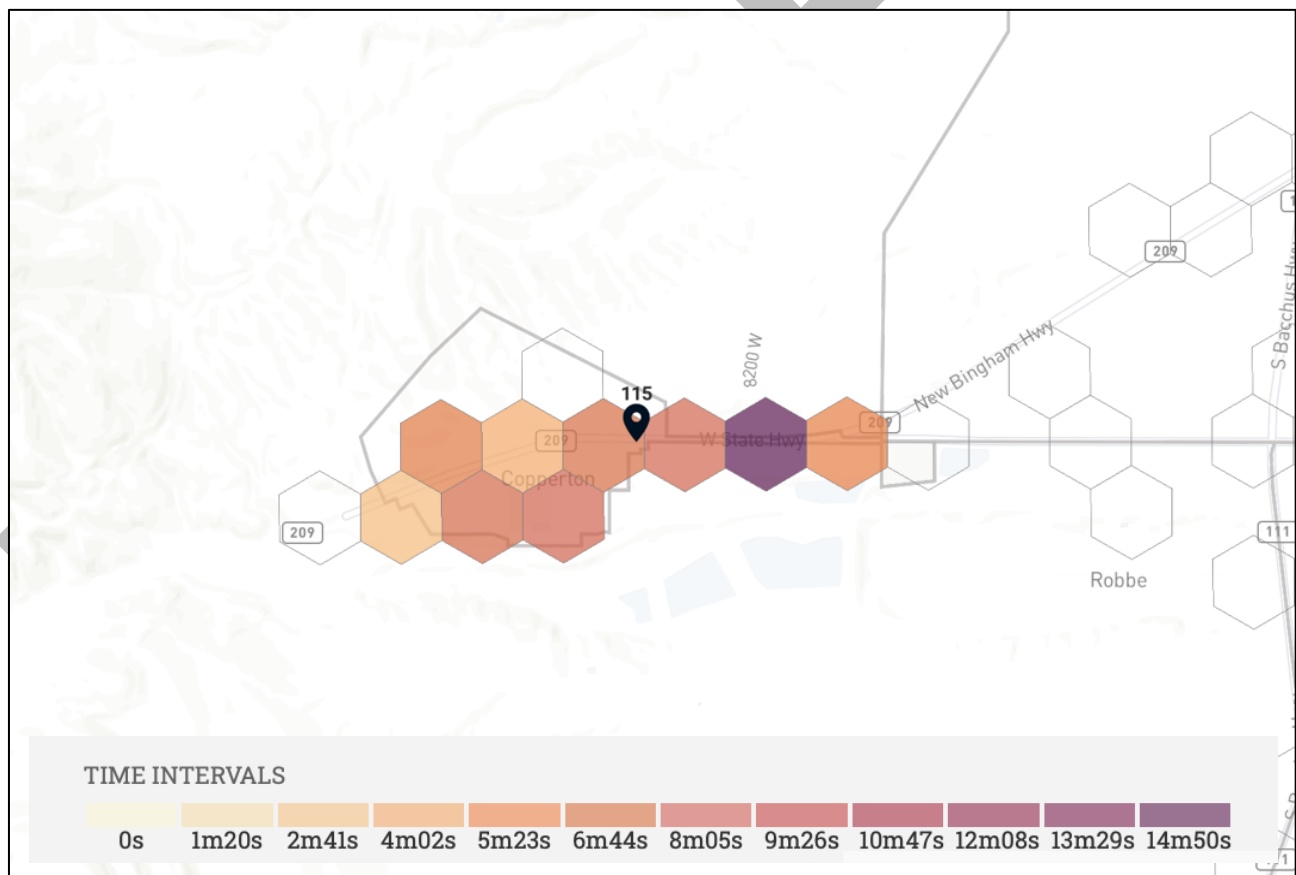 209
S Bacchus Hwy
8200 W
New Bingham Hwy
115
209
209
W State Hwy
Copperton
209
111
Robbe
TIME INTERVALS
0s 1m20s 2m41s 4m02s 5m23s 6m44s 8m05s 9m26s 10m47s 12m08s 13m29s 14m50s